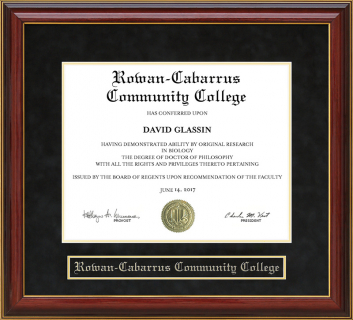 Rowan-Cabarrus
Community College
HAS CONFERRED UPON
DAVID GLASSIN
HAVING DEMONSTRATED ABILITY BY ORIGINAL RESEARCH
IN BIOLOGY
THE DEGREE OF DOCTOR OF PHILOSOPHY
WITH ALL THE RIGHTS AND PRIVILEGES THERETO PERTAINING
ISSUED BY THE BOARD OF REGENTS UPON RECOMMENDATION OF THE FACULTY
JUNE 14, 2017
PROVOST
PRESIDENT
Rowan-Cabarrus Community College